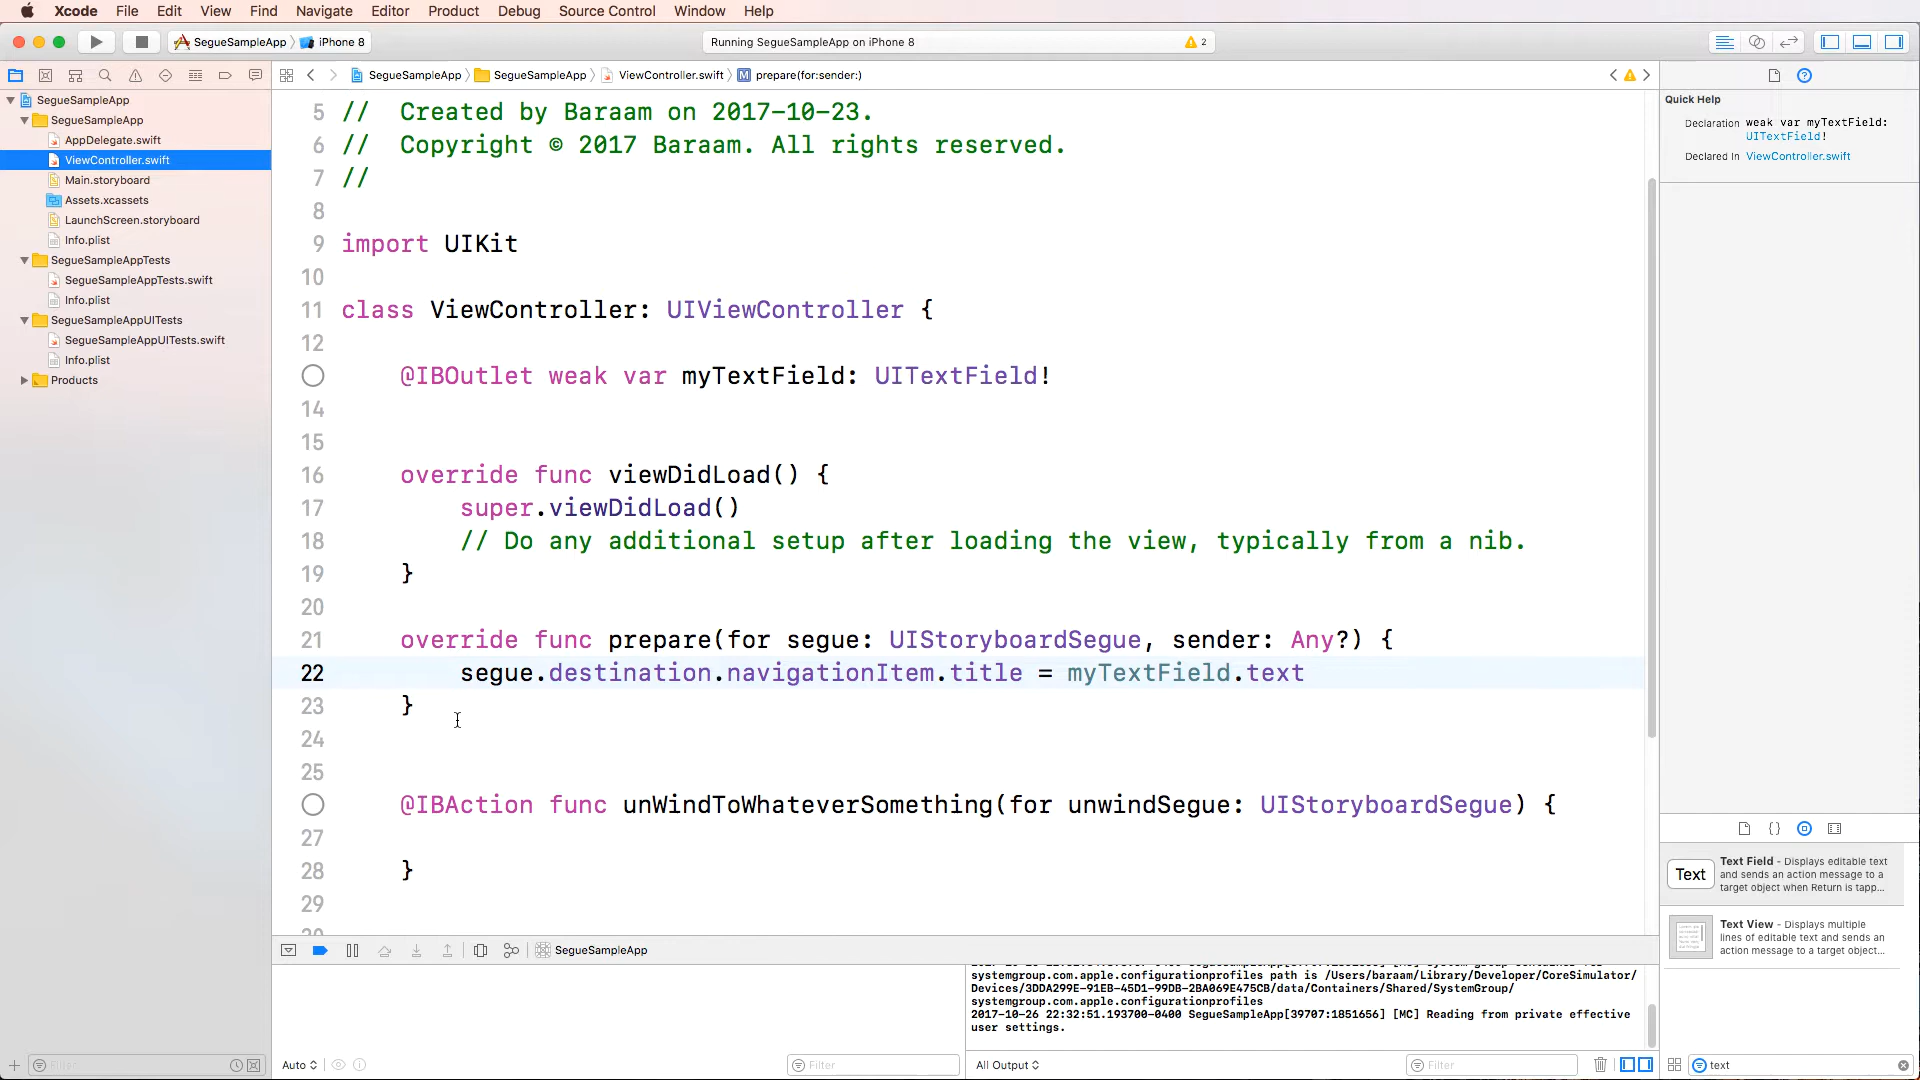 Xcode File Edit View Find Navigate Editor Product Debug Source Control Window Help
SegueSampleApp iPhone 8
Running SegueSampleApp on iPhone 8
2
SegueSampleApp SegueSampleApp ViewController.swift M prepare(for:sender:)
SegueSampleApp
SegueSampleApp
AppDelegate.swift
ViewController.swift
Main.storyboard
Assets.xcassets
LaunchScreen.storyboard
Info.plist
SegueSampleAppTests
SegueSampleAppTests.swift
Info.plist
SegueSampleAppUITests
SegueSampleAppUITests.swift
Info.plist
Products
Filter
5 // Created by Baraam on 2017-10-23.
6 // Copyright © 2017 Baraam. All rights reserved.
7 //
8
9 import UIKit
10
11 class ViewController: UIViewController {
12
@IBOutlet weak var myTextField: UITextField!
14
15
16 override func viewDidLoad() {
17 super.viewDidLoad()
18 // Do any additional setup after loading the view, typically from a nib.
19 }
20
21 override func prepare(for segue: UIStoryboardSegue, sender: Any?) {
22 segue.destination.navigationItem.title = myTextField.text
23 }
24
25
@IBAction func unWindToWhateverSomething(for unwindSegue: UIStoryboardSegue) {
27
28 }
29
SegueSampleApp
systemgroup.com.apple.configurationprofiles path is /Users/baraam/Library/Developer/CoreSimulator/
Devices/3DDA299E-91EB-45D1-99DB-2BA069E475CB/data/Containers/Shared/SystemGroup/
systemgroup.com.apple.configurationprofiles
2017-10-26 22:32:51.193700-0400 SegueSampleApp[39707:1851656] [MC] Reading from private effective
user settings.
Auto
Filter
All Output
Filter
Quick Help
Declaration weak var myTextField:
UITextField!
Declared In ViewController.swift
Text
Text Field - Displays editable text
and sends an action message to a
target object when Return is tapp...
Text View - Displays multiple
lines of editable text and sends an
action message to a target object...
text